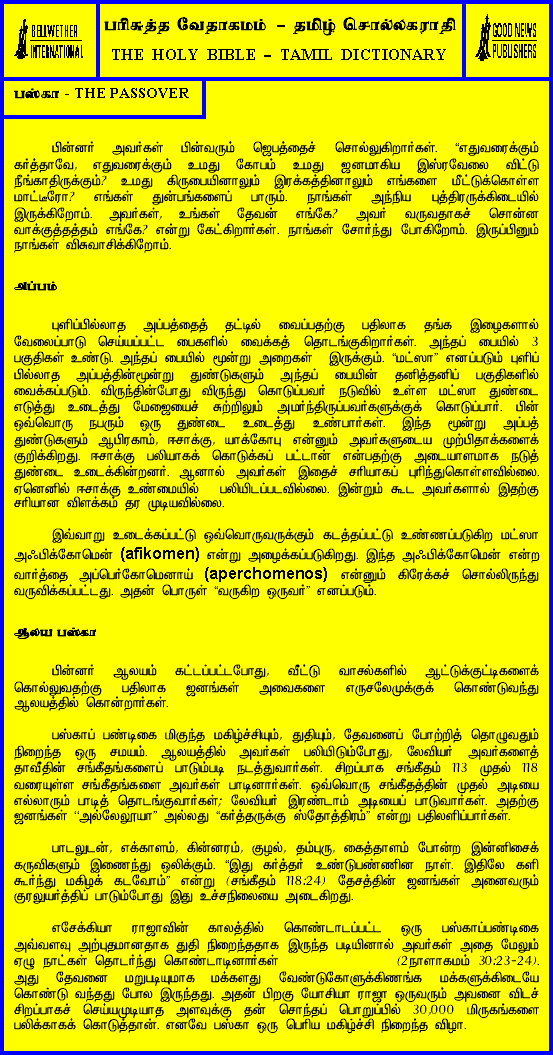 BELLWETHER
INTERNATIONAL
பரிசுத்த வேதாகமம் – தமிழ் சொல்லகராதி
THE HOLY BIBLE – TAMIL DICTIONARY
GOOD NEWS
PUBLISHERS
பஸ்கா - THE PASSOVER
பின்னர் அவர்கள் பின்வரும் ஜெபத்தைச் சொல்லுகிறார்கள். “எதுவரைக்கும்
கர்த்தாவே, எதுவரைக்கும் உமது கோபம் உமது ஜனமாகிய இஸ்ரவேலை விட்டு
நீங்காதிருக்கும்? உமது கிருபையினாலும் இரக்கத்தினாலும் எங்களை மீட்டுக்கொள்ள
மாட்டீரோ? எங்கள் துன்பங்களைப் பாரும். நாங்கள் அந்நிய புத்திரருக்கிடையில்
இருக்கிறோம். அவர்கள், உங்கள் தேவன் எங்கே? அவர் வருவதாகச் சொன்ன
வாக்குத்தத்தம் எங்கே? என்று கேட்கிறார்கள். நாங்கள் சோர்ந்து போகிறோம். இருப்பினும்
நாங்கள் விசுவாசிக்கிறோம்.
அப்பம்
புளிப்பில்லாத அப்பத்தைத் தட்டில் வைப்பதற்கு பதிலாக தங்க இழைகளால்
வேலைப்பாடு செய்யப்பட்ட பைகளில் வைக்கத் தொடங்குகிறார்கள். அந்தப் பையில் 3
பகுதிகள் உண்டு. அந்தப் பையில் மூன்று அறைகள் இருக்கும். “மட்ஸா” எனப்படும் புளிப்
பில்லாத அப்பத்தின்மூன்று துண்டுகளும் அந்தப் பையின் தனித்தனிப் பகுதிகளில்
வைக்கப்படும். விருந்தின்போது விருந்து கொடுப்பவர் நடுவில் உள்ள மட்ஸா துண்டை
எடுத்து உடைத்து மேஜையைச் சுற்றிலும் அமர்ந்திருப்பவர்களுக்குக் கொடுப்பார். பின்
ஒவ்வொரு நபரும் ஒரு துண்டை உடைத்து உண்பார்கள். இந்த மூன்று அப்பத்
துண்டுகளும் ஆபிரகாம், ஈசாக்கு, யாக்கோபு என்னும் அவர்களுடைய முற்பிதாக்களைக்
குறிக்கிறது. ஈசாக்கு பலியாகக் கொடுக்கப் பட்டான் என்பதற்கு அடையாளமாக நடுத்
துண்டை உடைக்கின்றனர். ஆனால் அவர்கள் இதைச் சரியாகப் புரிந்துகொள்ளவில்லை.
ஏனெனில் ஈசாக்கு உண்மையில் பலியிடப்படவில்லை. இன்றும் கூட அவர்களால் இதற்கு
சரியான விளக்கம் தர முடியவில்லை.
இவ்வாறு உடைக்கப்பட்டு ஒவ்வொருவருக்கும் கடத்தப்பட்டு உண்ணப்படுகிற மட்ஸா
அஃபிக்கோமென் (afikomen) என்று அழைக்கப்படுகிறது. இந்த அஃபிக்கோமென் என்ற
வார்த்தை அப்பெர்கோமெனாய் (aperchomenos) என்னும் கிரேக்கச் சொல்லிருந்து
வருவிக்கப்பட்டது. அதன் பொருள் “வருகிற ஒருவர்” எனப்படும்.
ஆலய பஸ்கா
பின்னர் ஆலயம் கட்டப்பட்டபோது, வீட்டு வாசல்களில் ஆட்டுக்குட்டிகளைக்
கொல்லுவதற்கு பதிலாக ஜனங்கள் அவைகளை எருசலேமுக்குக் கொண்டுவந்து
ஆலயத்தில் கொன்றார்கள்.
பஸ்காப் பண்டிகை மிகுந்த மகிழ்ச்சியும், துதியும், தேவனைப் போற்றித் தொழுவதும்
நிறைந்த ஒரு சமயம். ஆலயத்தில் அவர்கள் பலியிடும்போது, லேவியர் அவர்களைத்
தாவீதின் சங்கீதங்களைப் பாடும்படி நடத்துவார்கள். சிறப்பாக சங்கீதம் 113 முதல் 118
வரையுள்ள சங்கீதங்களை அவர்கள் பாடினார்கள். ஒவ்வொரு சங்கீதத்தின் முதல் அடியை
எல்லாரும் பாடித் தொடங்குவார்கள்; லேவியர் இரண்டாம் அடியைப் பாடுவார்கள். அதற்கு
ஜனங்கள் “அல்லேலூயா” அல்லது “கர்த்தருக்கு ஸ்தோத்திரம்” என்று பதிலளிப்பார்கள்.
பாடலுடன், எக்காளம், கின்னரம், குழல், தம்புரு, கைத்தாளம் போன்ற இன்னிசைக்
கருவிகளும் இணைந்து ஒலிக்கும். “இது கர்த்தர் உண்டுபண்ணின நாள். இதிலே களி
கூர்ந்து மகிழக் கடவோம்” என்று (சங்கீதம் 118:24) தேசத்தின் ஜனங்கள் அனைவரும்
குரலுயர்த்திப் பாடும்போது இது உச்சநிலையை அடைகிறது.
எசேக்கியா ராஜாவின் காலத்தில் கொண்டாடப்பட்ட ஒரு பஸ்காப்பண்டிகை
அவ்வளவு அற்புதமானதாக துதி நிறைந்ததாக இருந்த படியினால் அவர்கள் அதை மேலும்
ஏழு நாட்கள் தொடர்ந்து கொண்டாடினார்கள் (2நாளாகமம் 30:23-24).
அது தேவனை மறுபடியுமாக மக்களது வேண்டுகோளுக்கிணங்க மக்களுக்கிடையே
கொண்டு வந்தது போல இருந்தது. அதன் பிறகு யோசியா ராஜா ஒருவரும் அவனை விடச்
சிறப்பாகச் செய்யமுடியாத அளவுக்கு தன் சொந்தப் பொறுப்பில் 30,000 மிருகங்களை
பலிக்காகக் கொடுத்தான். எனவே பஸ்கா ஒரு பெரிய மகிழ்ச்சி நிறைந்த விழா.